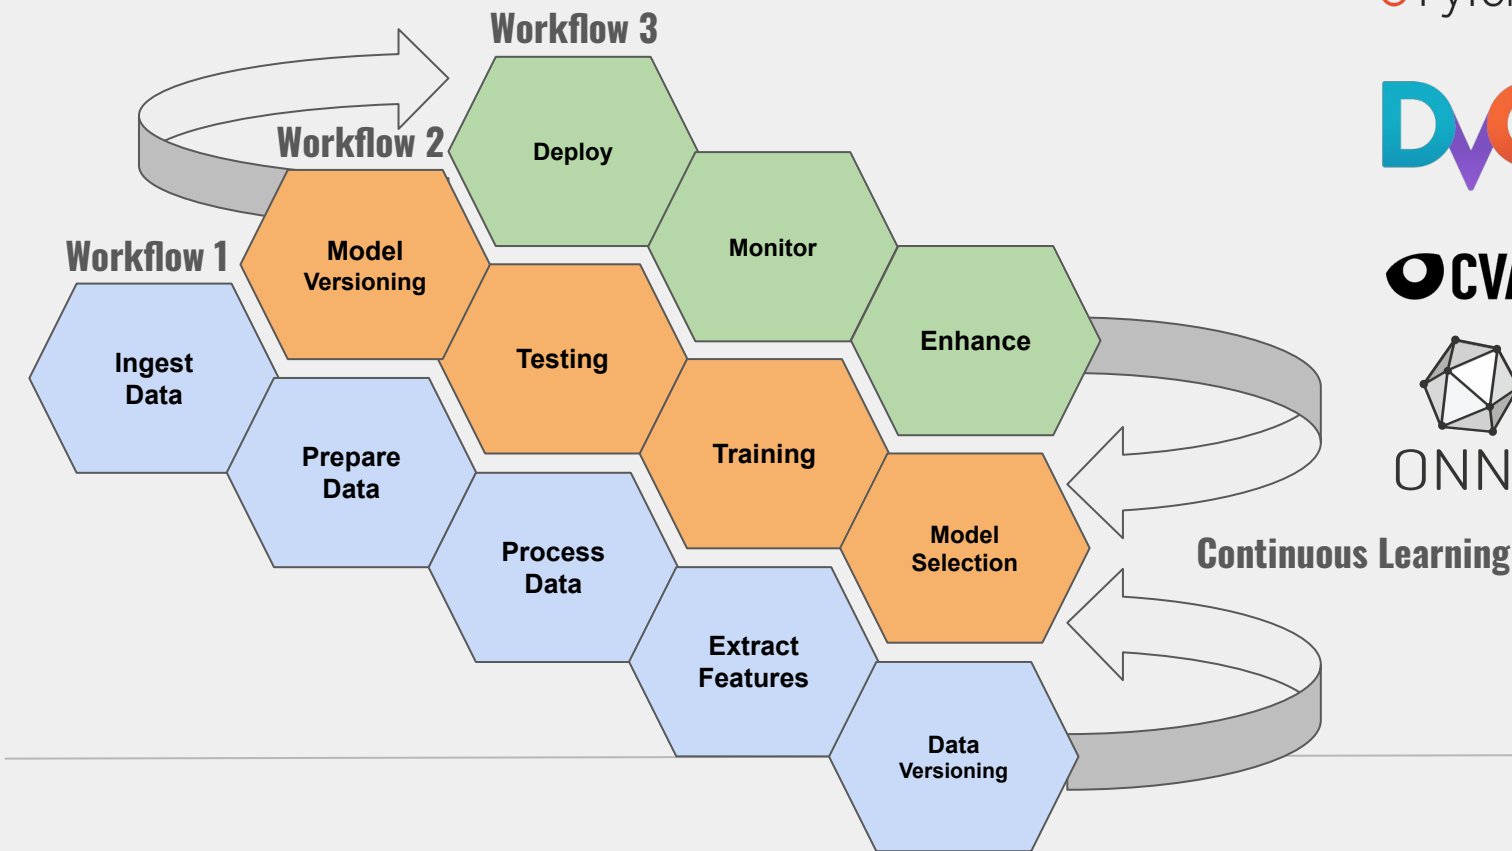 Workflow 3
Workflow 2
Workflow 1
Deploy
Monitor
Enhance
Model
Versioning
Testing
Training
Model
Selection
Ingest
Data
Prepare
Data
Process
Data
Extract
Features
Data
Versioning
Continuous Learning